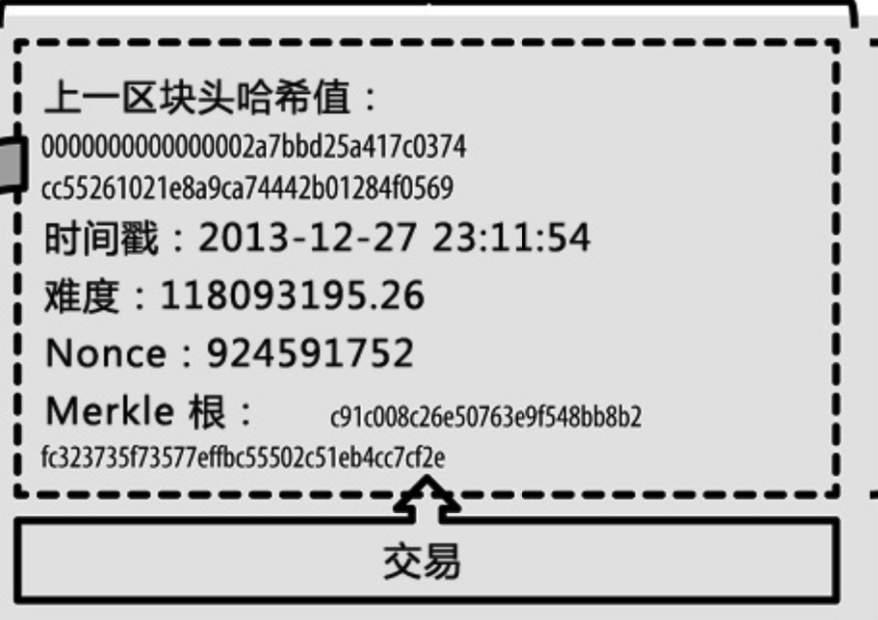 上一区块头哈希值：
0000000000000002a7bbd25a417c0374
cc55261021e8a9ca74442b01284f0569
时间戳：2013-12-27 23:11:54
难度：118093195.26
Nonce：924591752
Merkle 根： c91c008c26e50763e9f548bb8b2
fc323735f73577effbc55502c51eb4cc7cf2e
交易